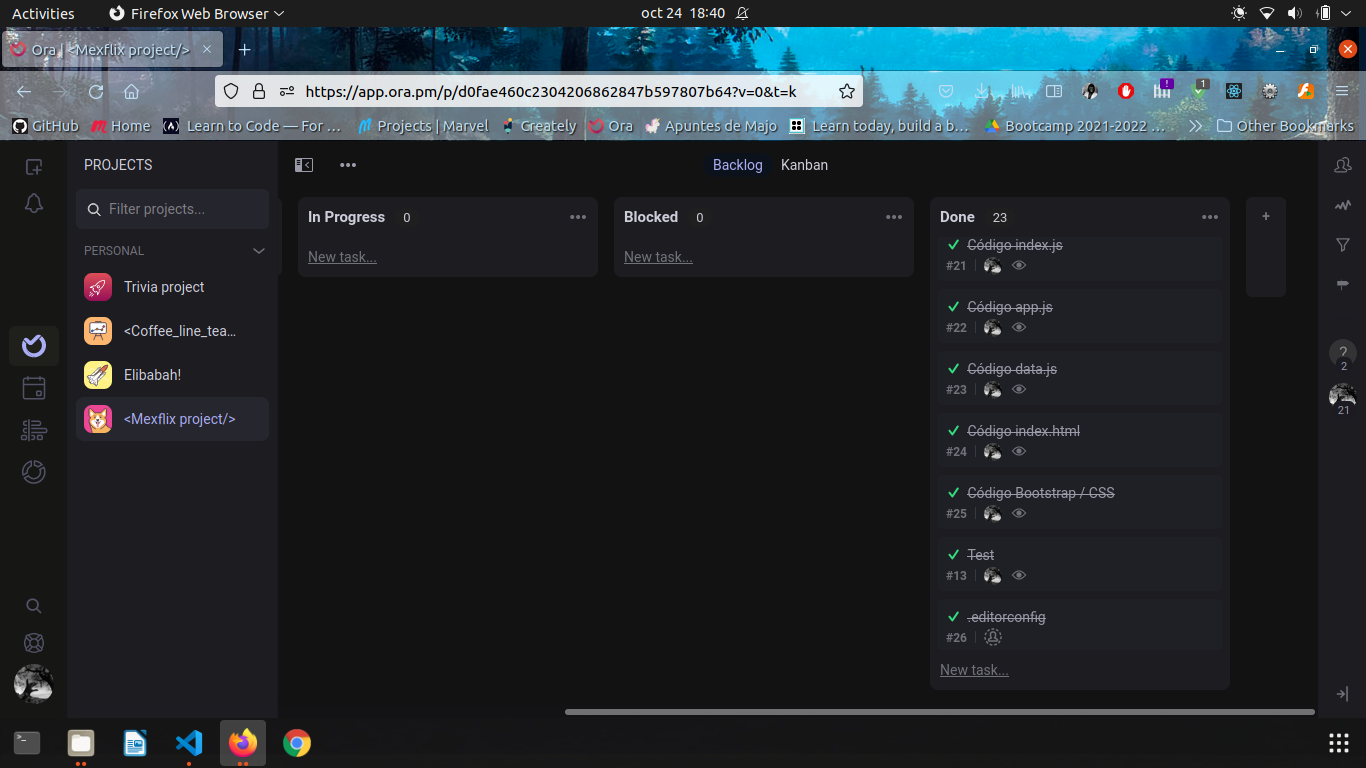 Activities
Firefox Web Browser
oct 24 18:40
Ora , <Mexflix project/>
https://app.ora.pm/p/d0fae460c2304206862847b597807b64?v=0&t=k
!
1
GitHub
Home
Learn to Code — For …
Projects | Marvel
Creately
Ora
Apuntes de Majo
Learn today, build a b…
Bootcamp 2021-2022 …
Other Bookmarks
PROJECTS
Backlog
Kanban
Filter projects...
PERSONAL
Trivia project
<Coffee_line_tea...
Elibabah!
<Mexflix project/>
In Progress 0
New task...
Blocked 0
New task...
Done 23
Código index.js
#21
Código app.js
#22
Código data.js
#23
Código index.html
#24
Código Bootstrap / CSS
#25
Test
#13
.editorconfig
#26
New task...
+
?
2
21